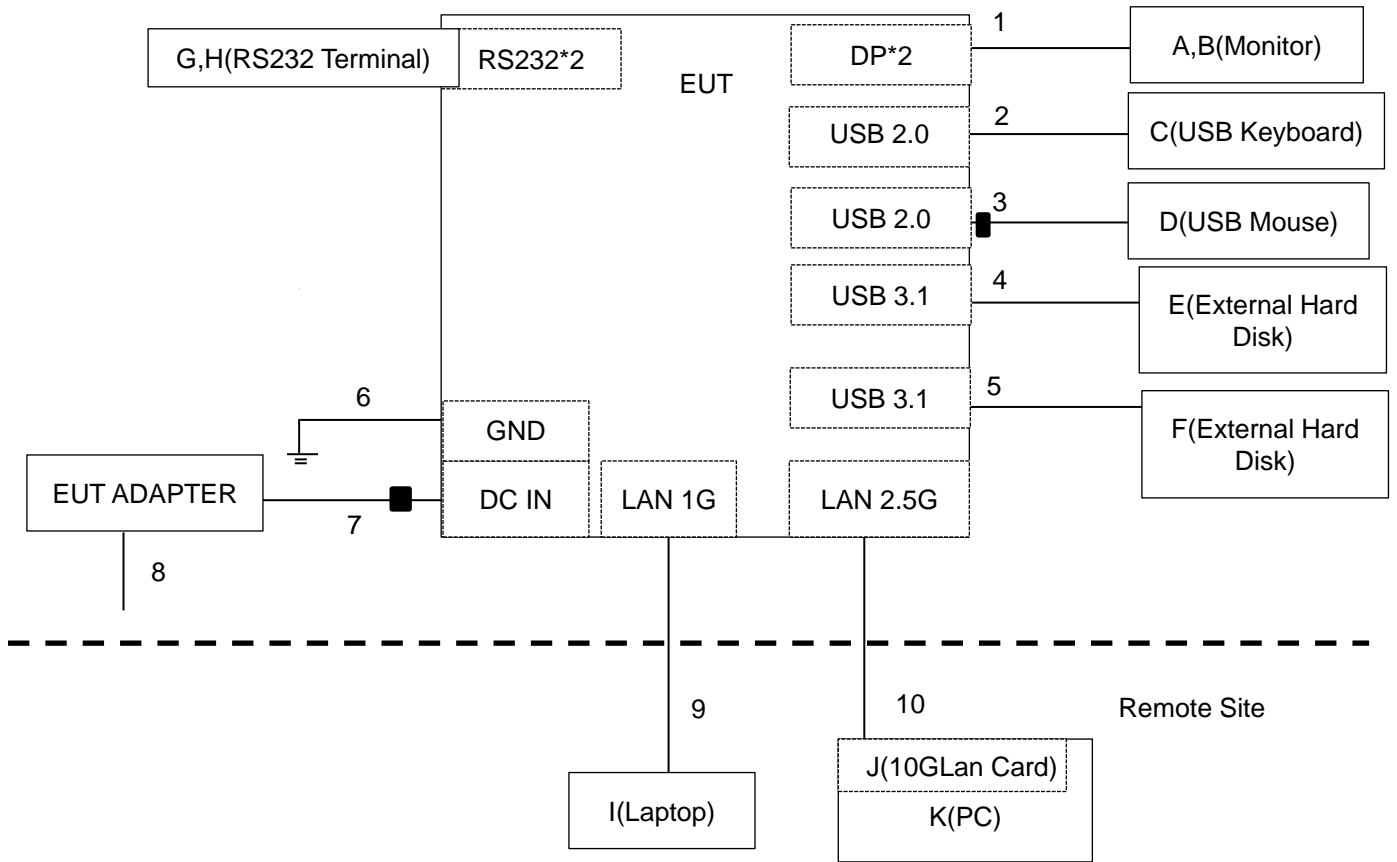 1
G,H(RS232 Terminal)
RS232*2
EUT
DP*2
A,B(Monitor)
2
USB 2.0
C(USB Keyboard)
3
USB 2.0
D(USB Mouse)
4
USB 3.1
E(External Hard
Disk)
5
USB 3.1
F(External Hard
Disk)
6
GND
EUT ADAPTER
DC IN
LAN 1G
LAN 2.5G
7
8
9
10
Remote Site
J(10GLan Card)
I(Laptop)
K(PC)